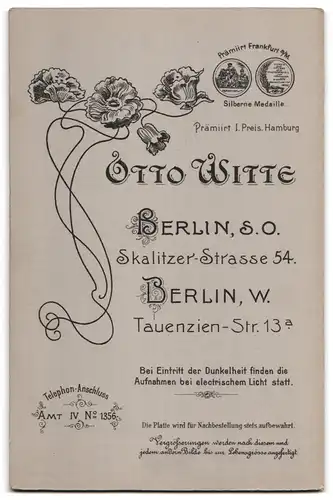 Prämiirt Frankfurt a/M.
Silberne Medaille.
Prämiirt I. Preis. Hamburg
OTTO WITTE
BERLIN, S.O.
Skalitzer-Strasse 54.
BERLIN, W.
Tauenzien-Str. 13ª
Bei Eintritt der Dunkelheit finden die
Aufnahmen bei electrischem Licht statt.
Telephon-Anschluss
AMT IV, No 1356.
Die Platte wird für Nachbestellung stets aufbewahrt.
Vergrösserungen werden nach diesem und
jedem andern Bilde bis zur Lebensgrösse angefertigt.